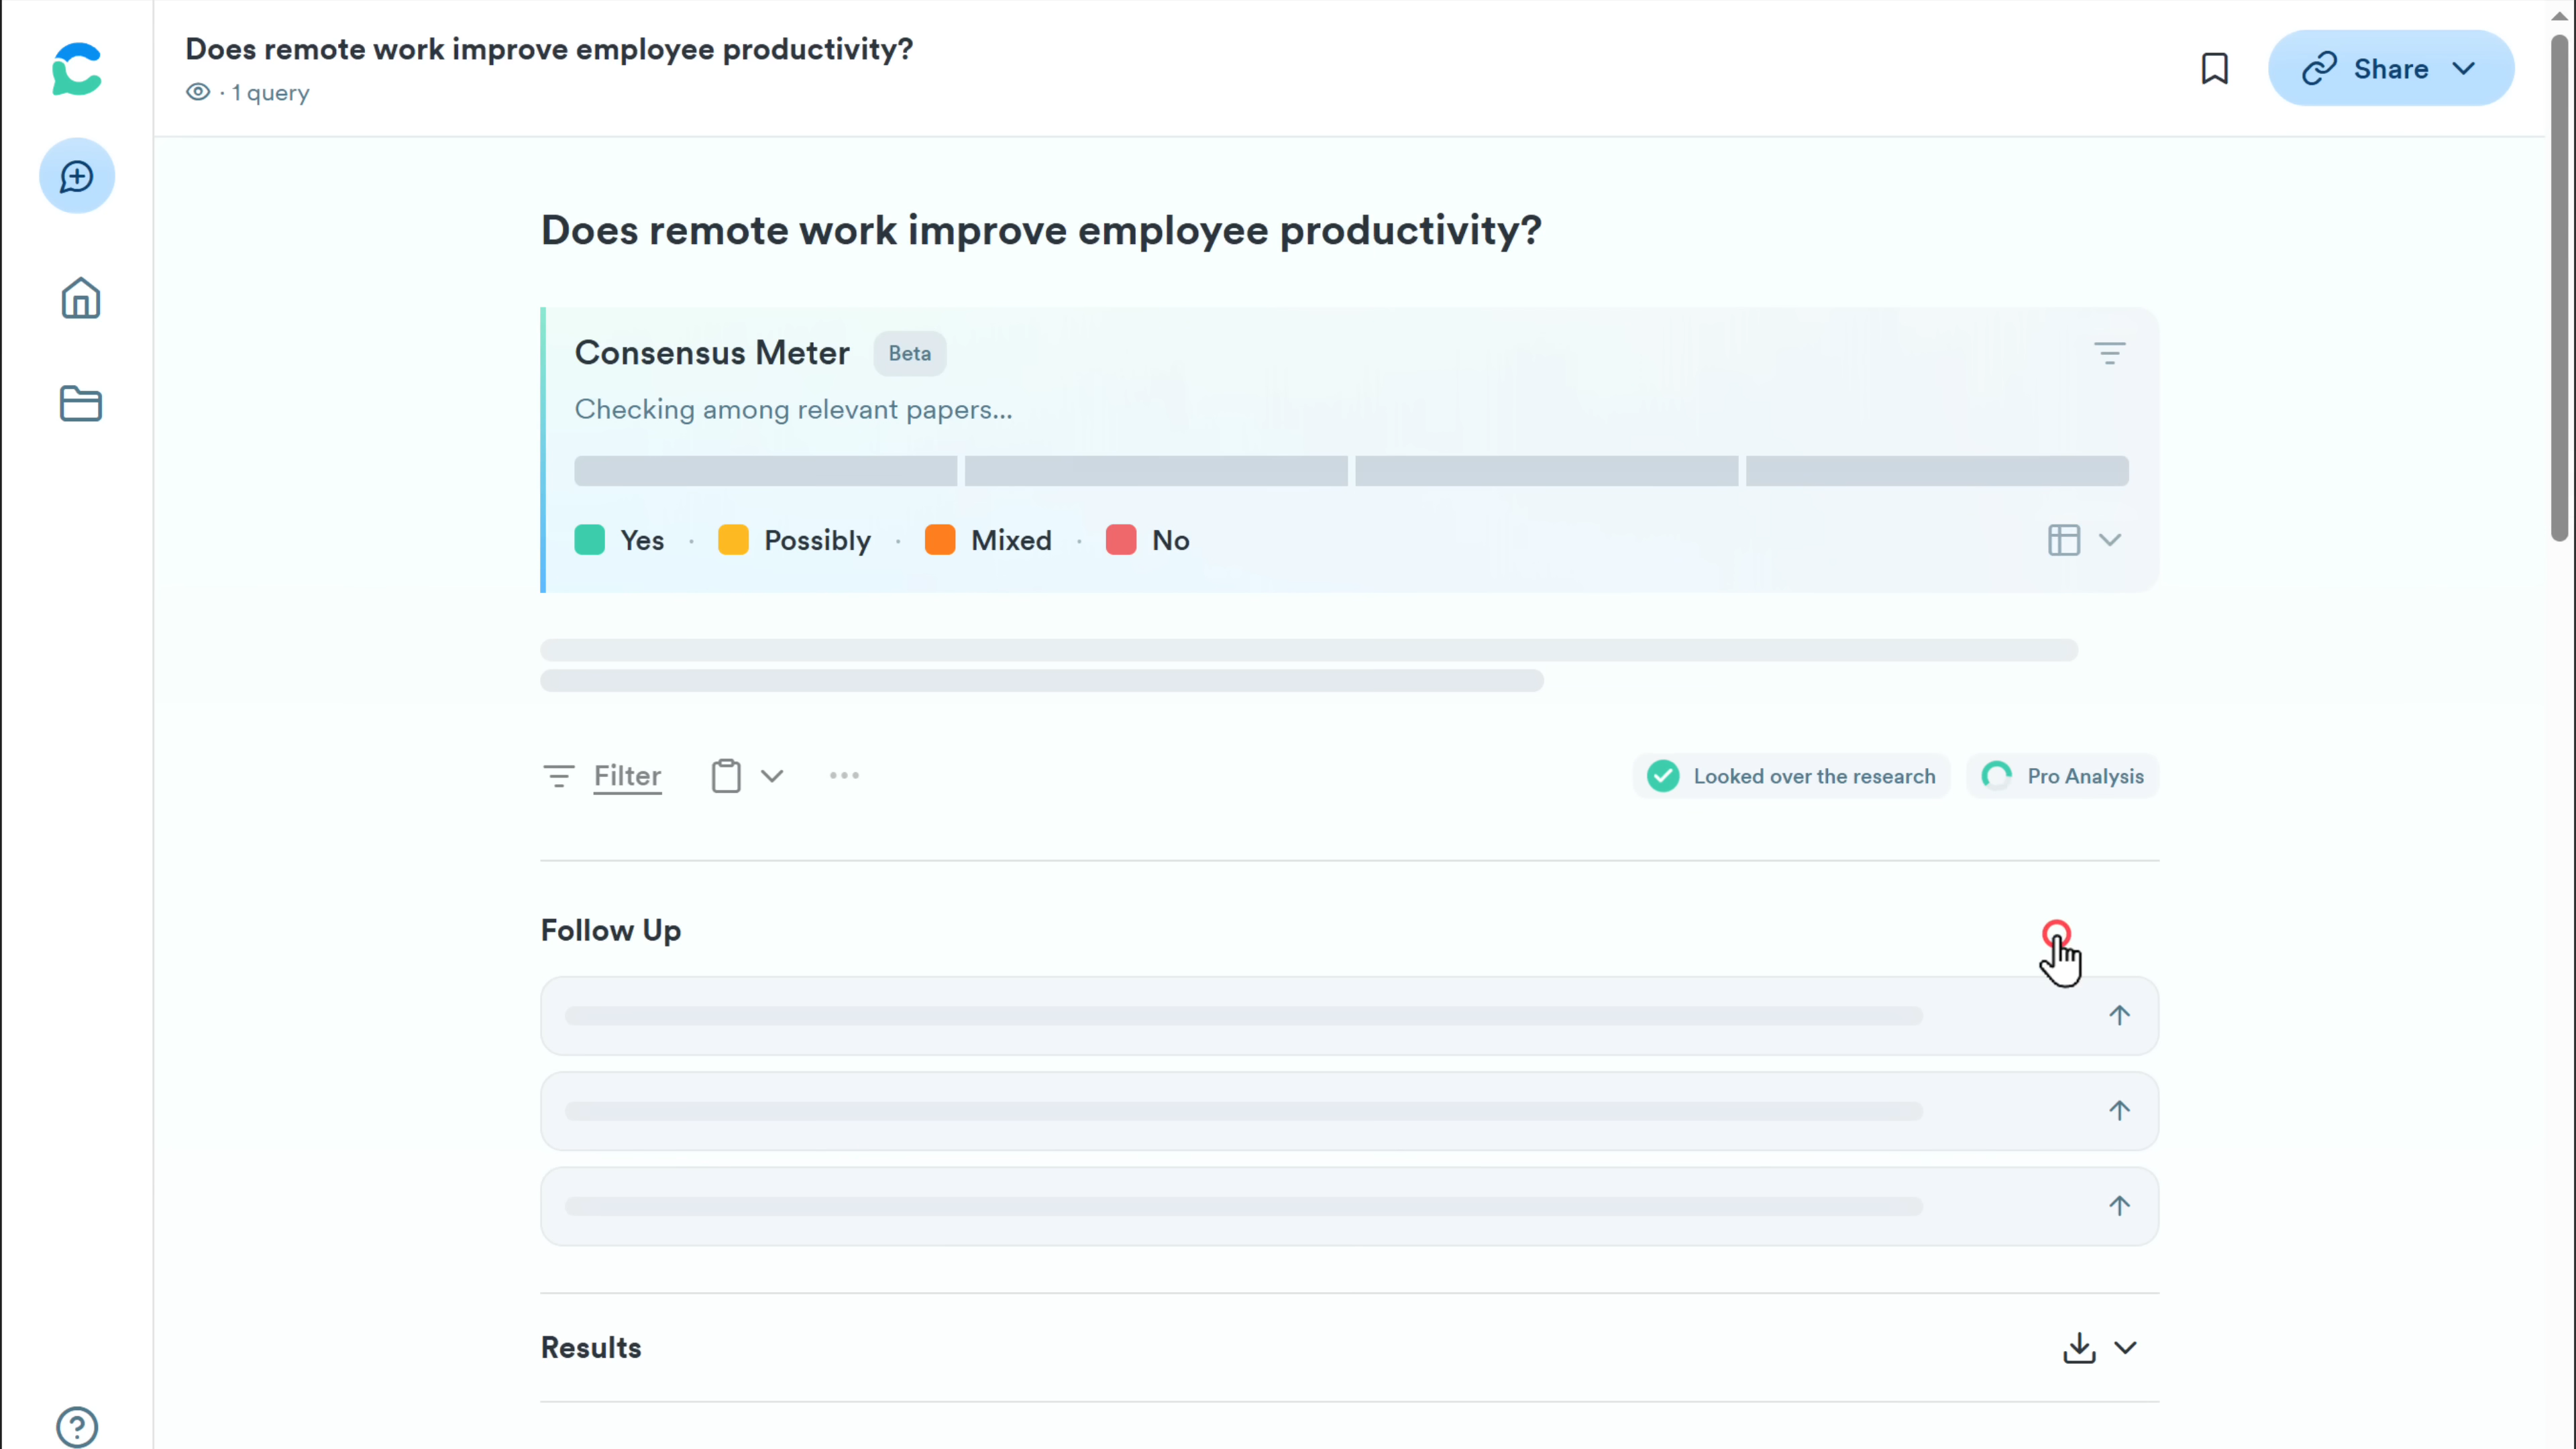 Does remote work improve employee productivity?
· 1 query
Share
Does remote work improve employee productivity?
Consensus Meter Beta
Checking among relevant papers...
Yes · Possibly · Mixed · No
Filter
Looked over the research
Pro Analysis
Follow Up
Results